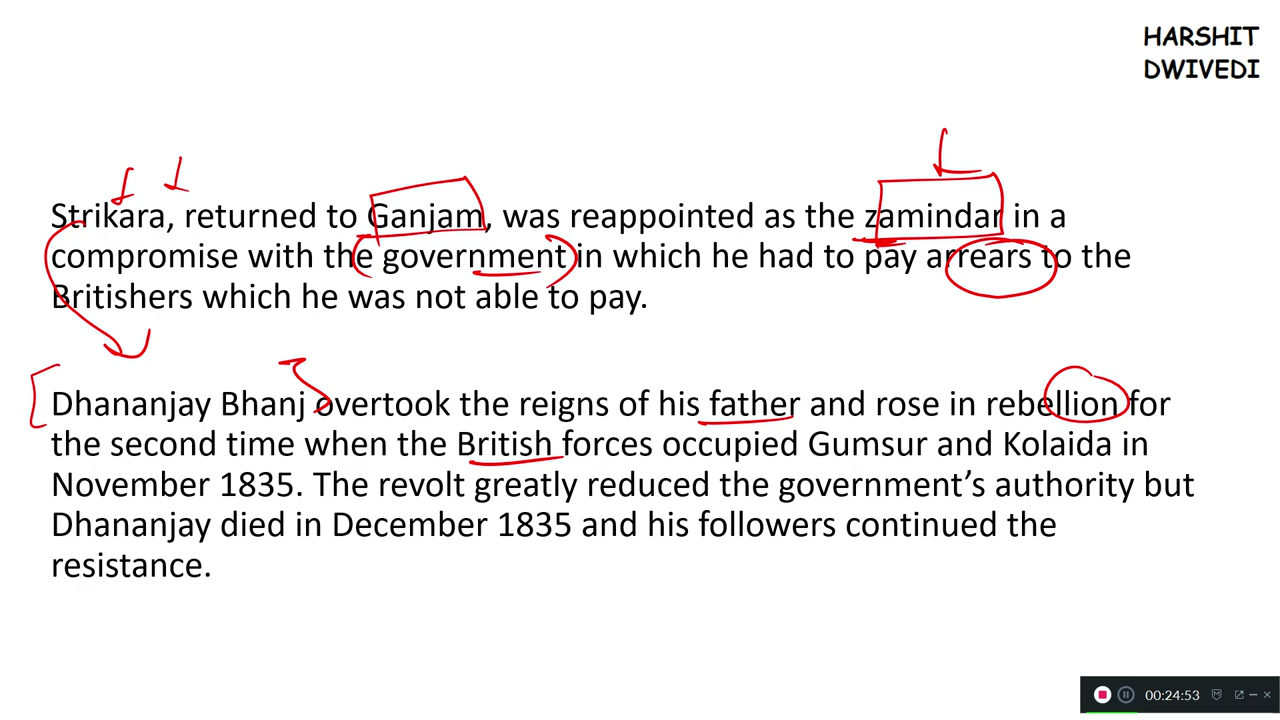 HARSHIT
DWIVEDI
Strikara, returned to Ganjam, was reappointed as the zamindar in a
compromise with the government in which he had to pay arrears to the
Britishers which he was not able to pay.
Dhananjay Bhanj overtook the reigns of his father and rose in rebellion for
the second time when the British forces occupied Gumsur and Kolaida in
November 1835. The revolt greatly reduced the government's authority but
Dhananjay died in December 1835 and his followers continued the
resistance.
00:24:53